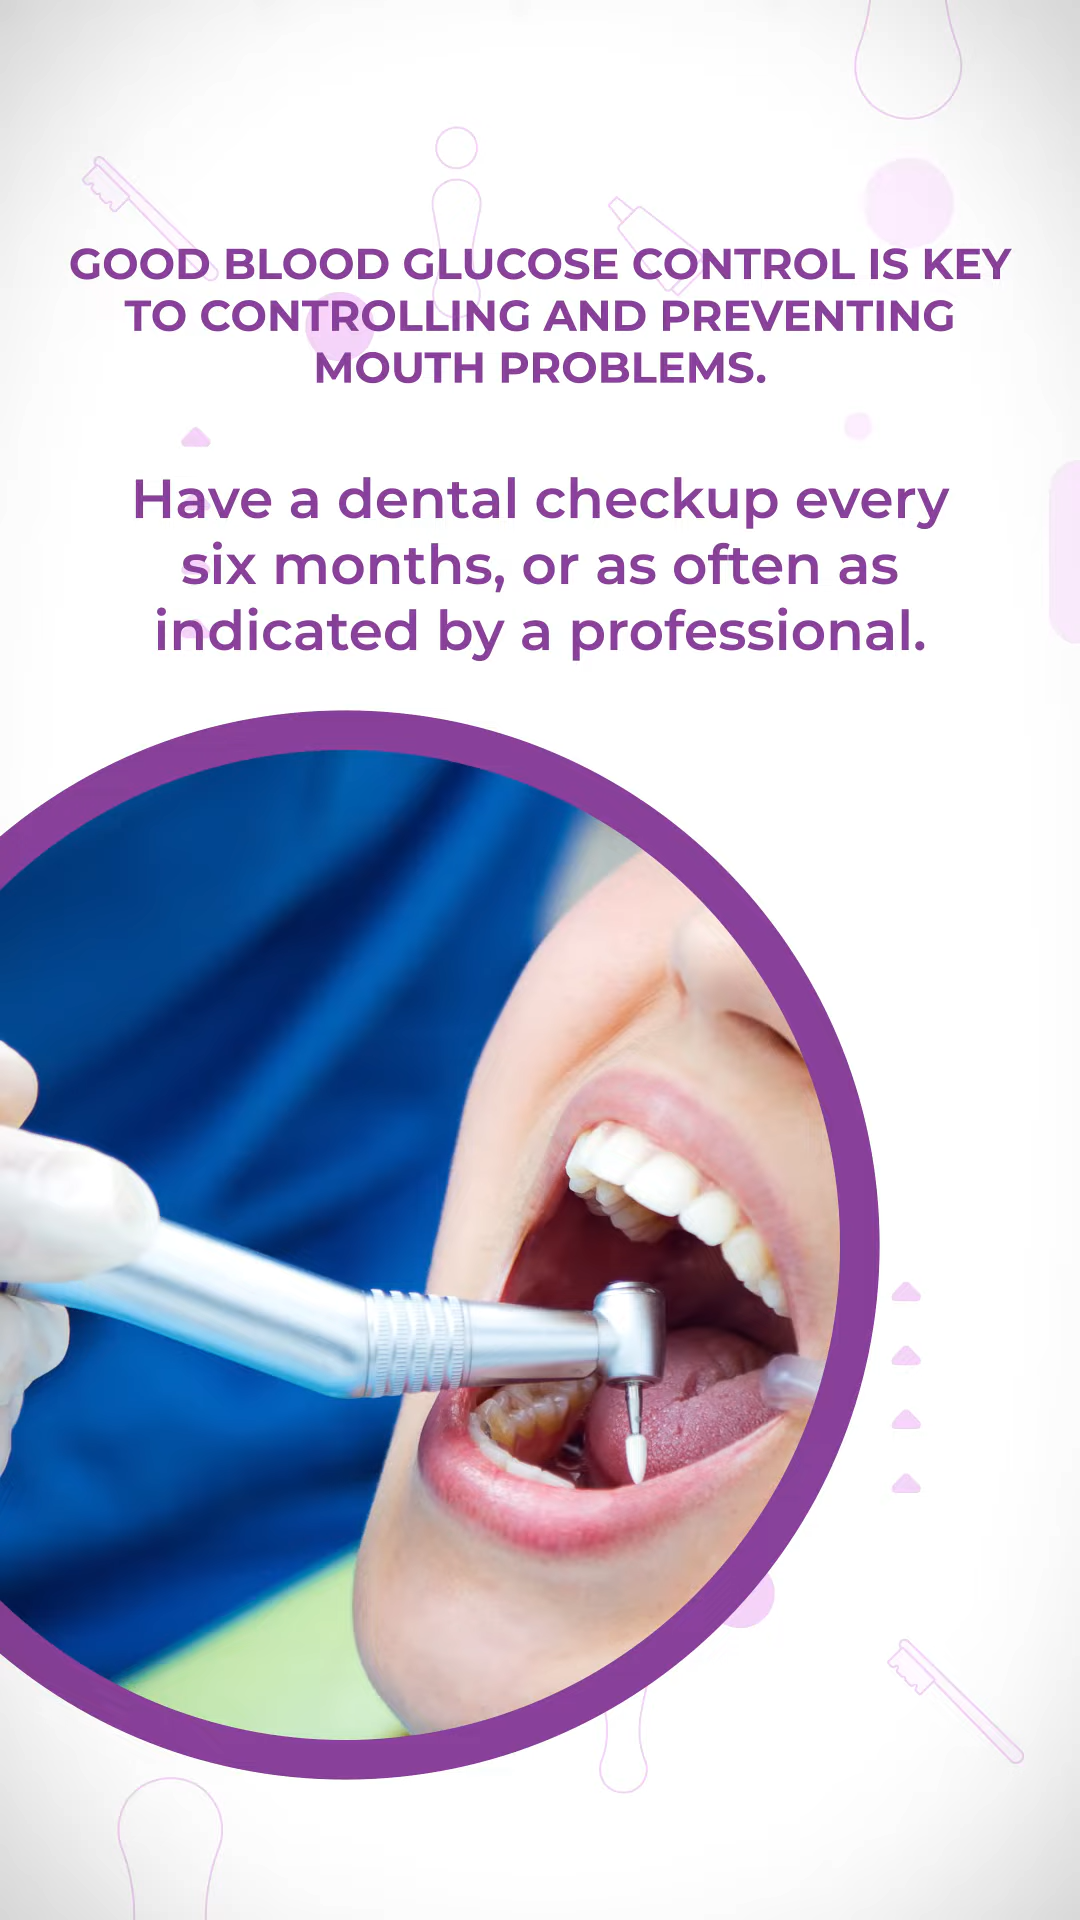 GOOD BLOOD GLUCOSE CONTROL IS KEY
TO CONTROLLING AND PREVENTING
MOUTH PROBLEMS.
Have a dental checkup every
six months, or as often as
indicated by a professional.